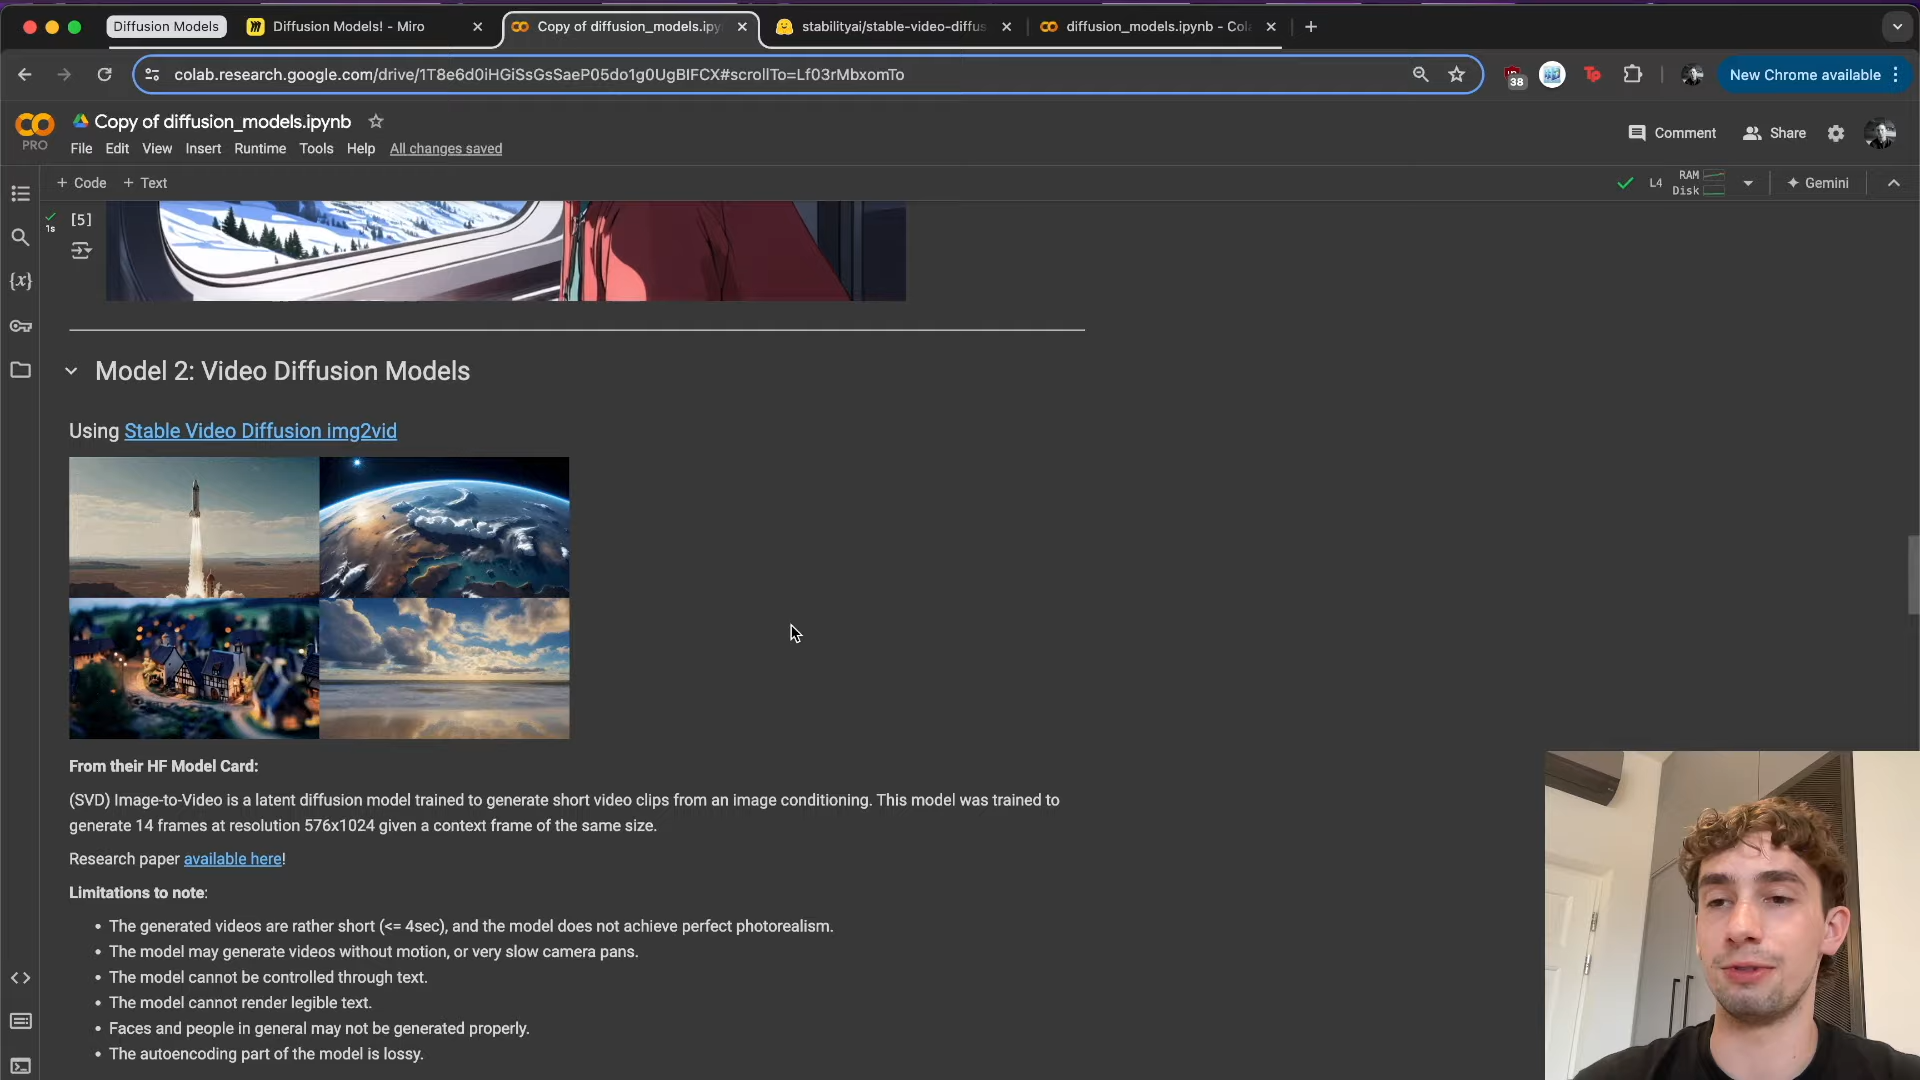 Diffusion Models
Diffusion Models! - Miro
Copy of diffusion_models.ipy
stabilityai/stable-video-diffus
diffusion_models.ipynb - Col
colab.research.google.com/drive/1T8e6d0iHGiSsGsSaeP05do1g0UgBIFCX#scrollTo=Lf03rMbxomTo
38
New Chrome available
PRO
Copy of diffusion_models.ipynb
Comment
Share
File Edit View Insert Runtime Tools Help All changes saved
+ Code + Text
L4
RAM
Disk
Gemini
[5]
1s
{x}
Model 2: Video Diffusion Models
Using Stable Video Diffusion img2vid
From their HF Model Card:
(SVD) Image-to-Video is a latent diffusion model trained to generate short video clips from an image conditioning. This model was trained to
generate 14 frames at resolution 576x1024 given a context frame of the same size.
Research paper available here!
Limitations to note:
• The generated videos are rather short (<= 4sec), and the model does not achieve perfect photorealism.
• The model may generate videos without motion, or very slow camera pans.
• The model cannot be controlled through text.
• The model cannot render legible text.
• Faces and people in general may not be generated properly.
• The autoencoding part of the model is lossy.